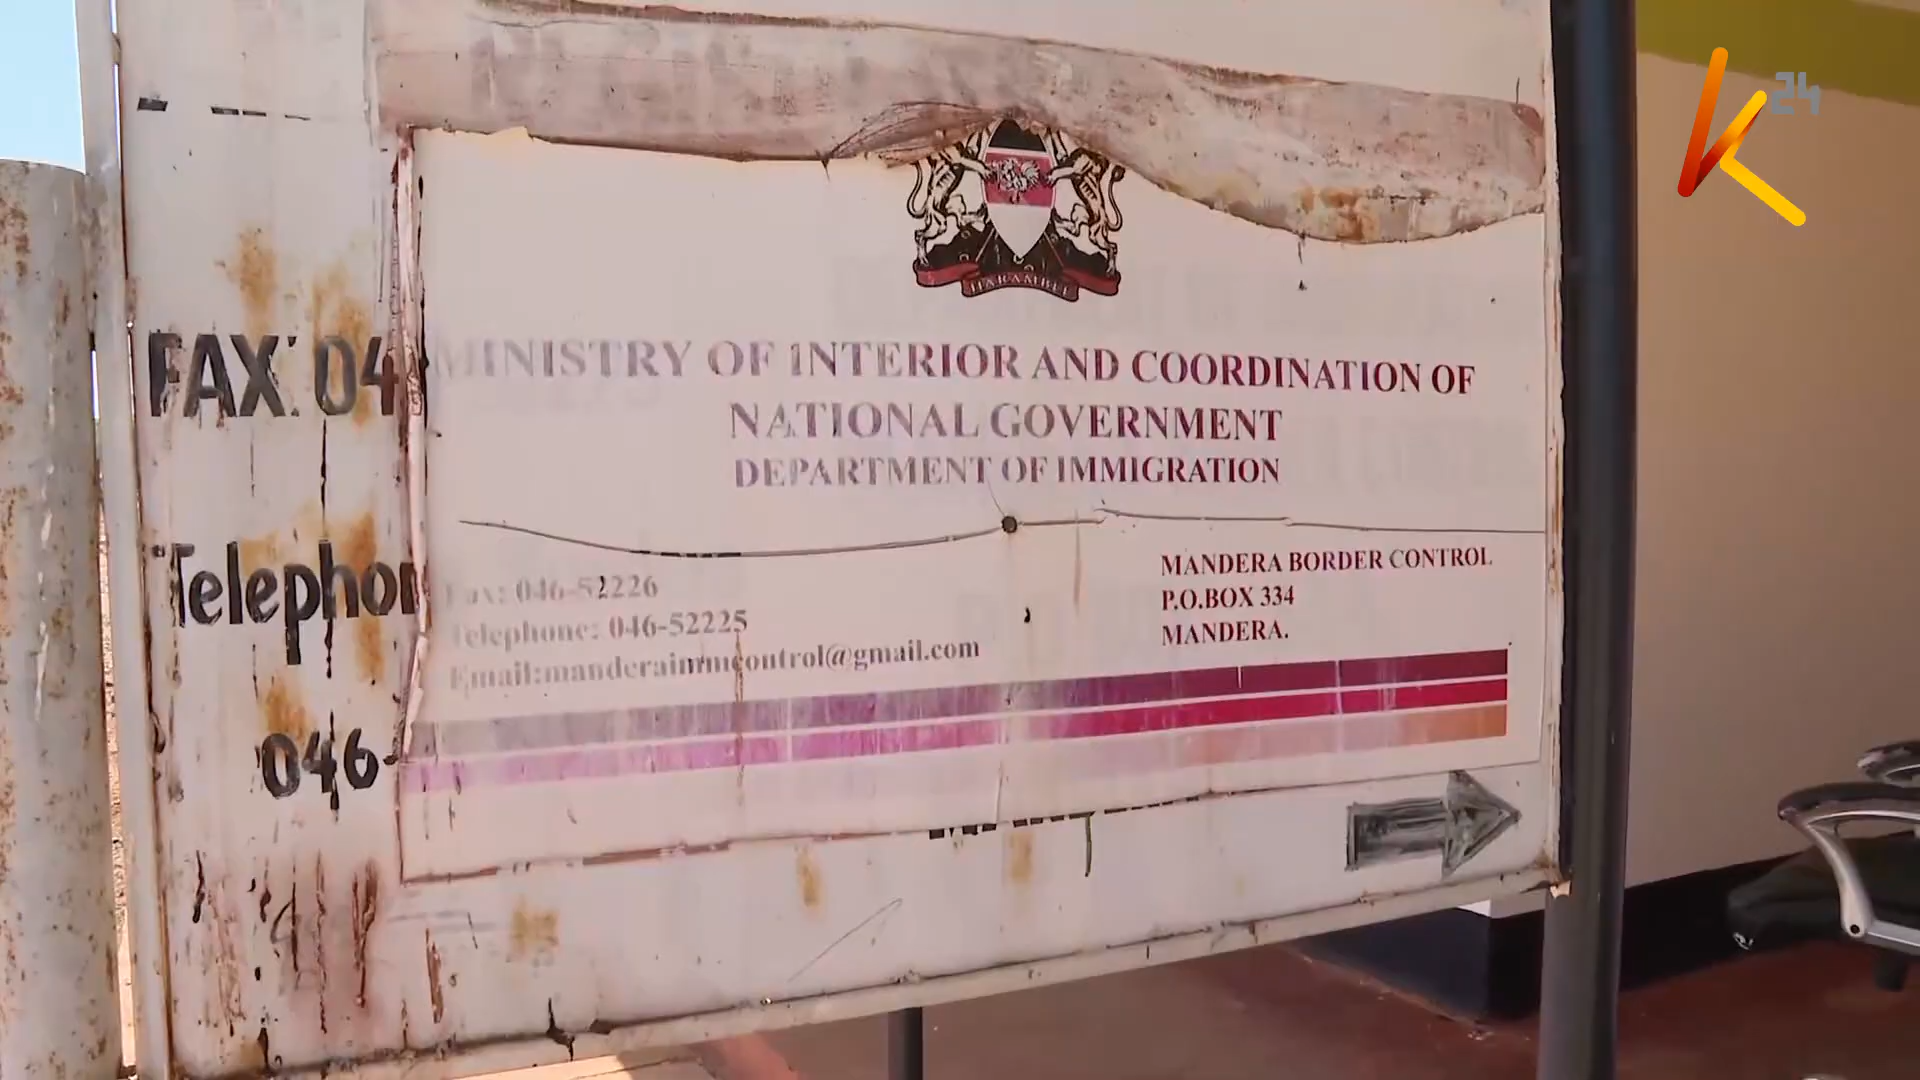 K24
HARAMBEE
MINISTRY OF INTERIOR AND COORDINATION OF
NATIONAL GOVERNMENT
DEPARTMENT OF IMMIGRATION
FAX: 04
Telephon
046-
Fax: 046-52226
Telephone: 046-52225
Email:manderaimmcontrol@gmail.com
MANDERA BORDER CONTROL
P.O.BOX 334
MANDERA.